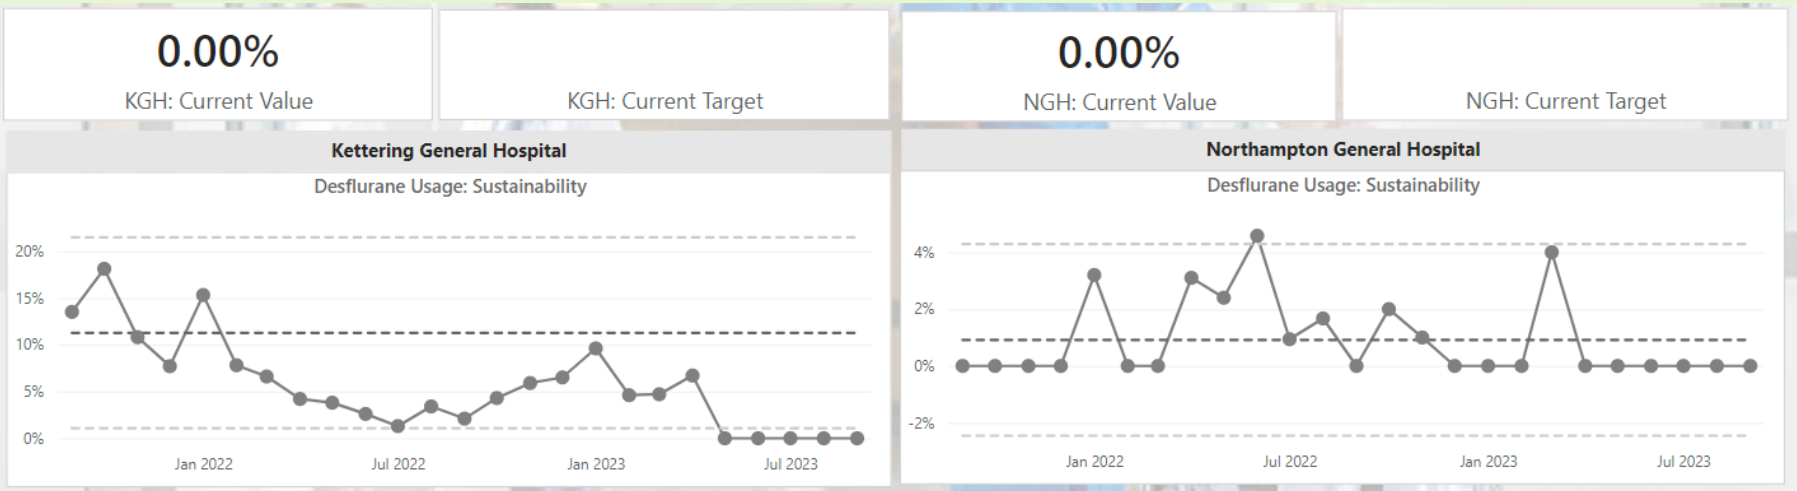 0.00%
KGH: Current Value
KGH: Current Target
0.00%
NGH: Current Value
NGH: Current Target
Kettering General Hospital
Desflurane Usage: Sustainability
20%
15%
10%
5%
0%
Jan 2022 Jul 2022 Jan 2023 Jul 2023
Northampton General Hospital
Desflurane Usage: Sustainability
4%
2%
0%
-2%
Jan 2022 Jul 2022 Jan 2023 Jul 2023